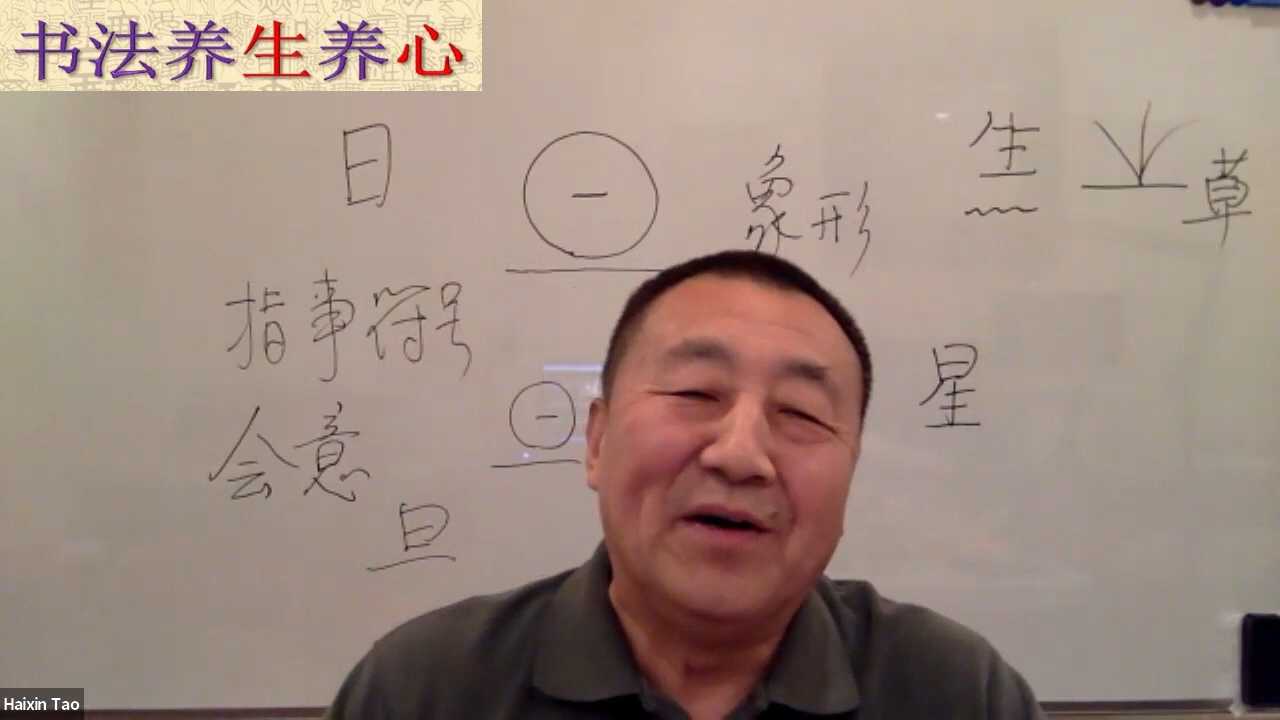 书法养生养心
日 象形 生 草
指事符号
星
会意
旦
Haixin Tao